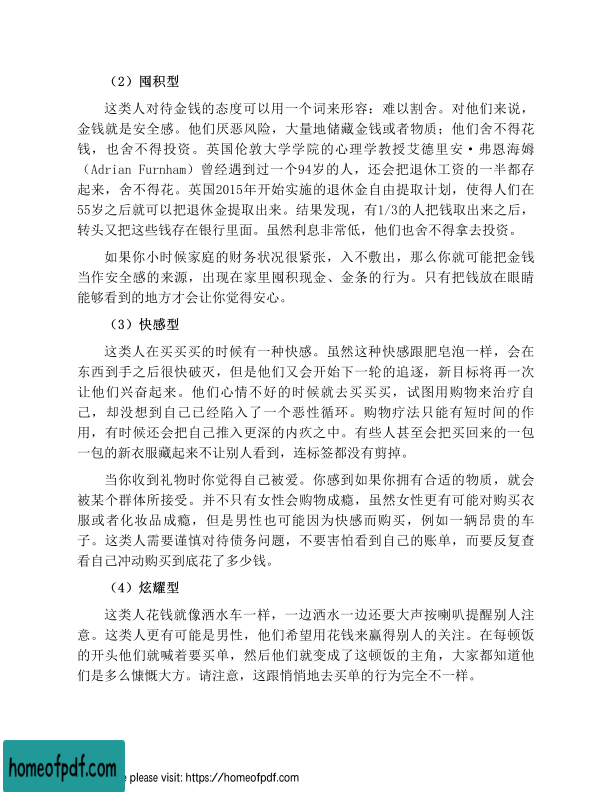 （2）囤积型
这类人对待金钱的态度可以用一个词来形容：难以割舍。对他们来说，
金钱就是安全感。他们厌恶风险，大量地储藏金钱或者物质；他们舍不得花
钱，也舍不得投资。英国伦敦大学学院的心理学教授艾德里安·弗恩海姆
（Adrian Furnham）曾经遇到过一个94岁的人，还会把退休工资的一半都存
起来，舍不得花。英国2015年开始实施的退休金自由提取计划，使得人们在
55岁之后就可以把退休金提取出来。结果发现，有1/3的人把钱取出来之后，
转头又把这些钱存在银行里面。虽然利息非常低，他们也舍不得拿去投资。
如果你小时候家庭的财务状况很紧张，入不敷出，那么你就可能把金钱
当作安全感的来源，出现在家里囤积现金、金条的行为。只有把钱放在眼睛
能够看到的地方才会让你觉得安心。
（3）快感型
这类人在买买买的时候有一种快感。虽然这种快感跟肥皂泡一样，会在
东西到手之后很快破灭，但是他们又会开始下一轮的追逐，新目标将再一次
让他们兴奋起来。他们心情不好的时候就去买买买，试图用购物来治疗自
己，却没想到自己已经陷入了一个恶性循环。购物疗法只能有短时间的作
用，有时候还会把自己推入更深的内疚之中。有些人甚至会把买回来的一包
一包的新衣服藏起来不让别人看到，连标签都没有剪掉。
当你收到礼物时你觉得自己被爱。你感到如果你拥有合适的物质，就会
被某个群体所接受。并不只有女性会购物成瘾，虽然女性更有可能对购买衣
服或者化妆品成瘾，但是男性也可能因为快感而购买，例如一辆昂贵的车
子。这类人需要谨慎对待债务问题，不要害怕看到自己的账单，而要反复查
看自己冲动购买到底花了多少钱。
（4）炫耀型
这类人花钱就像洒水车一样，一边洒水一边还要大声按喇叭提醒别人注
意。这类人更有可能是男性，他们希望用花钱来赢得别人的关注。在每顿饭
的开头他们就喊着要买单，然后他们就变成了这顿饭的主角，大家都知道他
们是多么慷慨大方。请注意，这跟悄悄地去买单的行为完全不一样。
homeofpdf.com
e please visit: https://homeofpdf.com